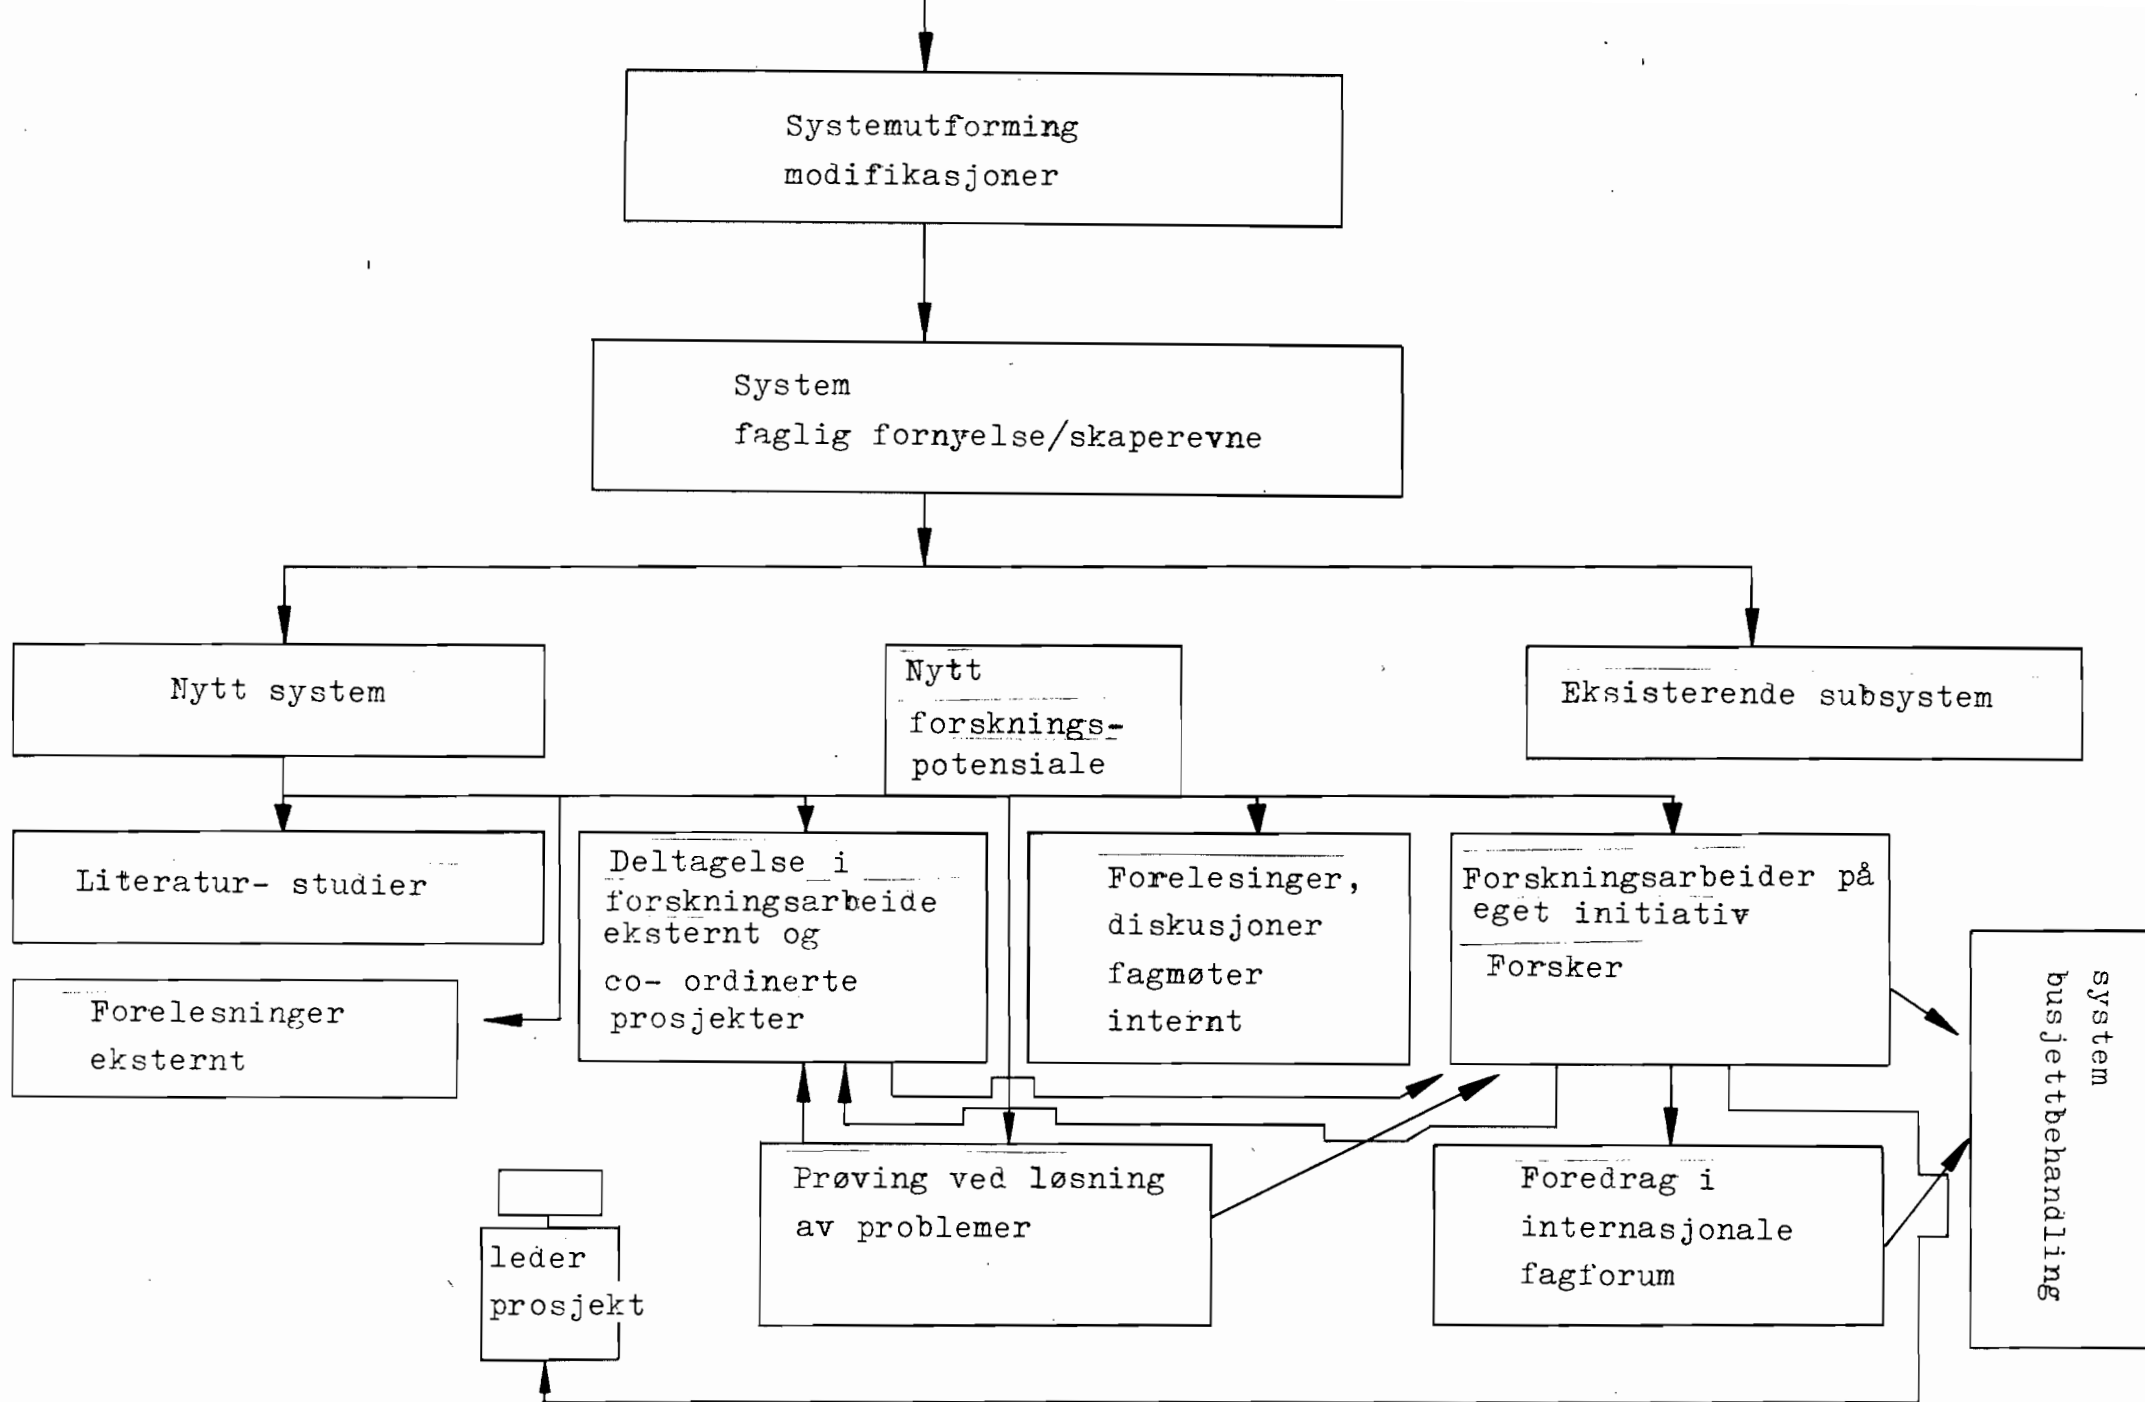 Systemutforming
modifikasjoner
System
faglig fornyelse/skaperevne
Nytt system
Nytt
forsknings-
potensiale
Eksisterende subsystem
Literatur- studier
Deltagelse i
forskningsarbeide
eksternt og
co- ordinerte
prosjekter
Forelesinger,
diskusjoner
fagmøter
internt
Forskningsarbeider på
eget initiativ
Forsker
Forelesninger
eksternt
system
busjettbehandling
leder
prosjekt
Prøving ved løsning
av problemer
Foredrag i
internasjonale
fagforum